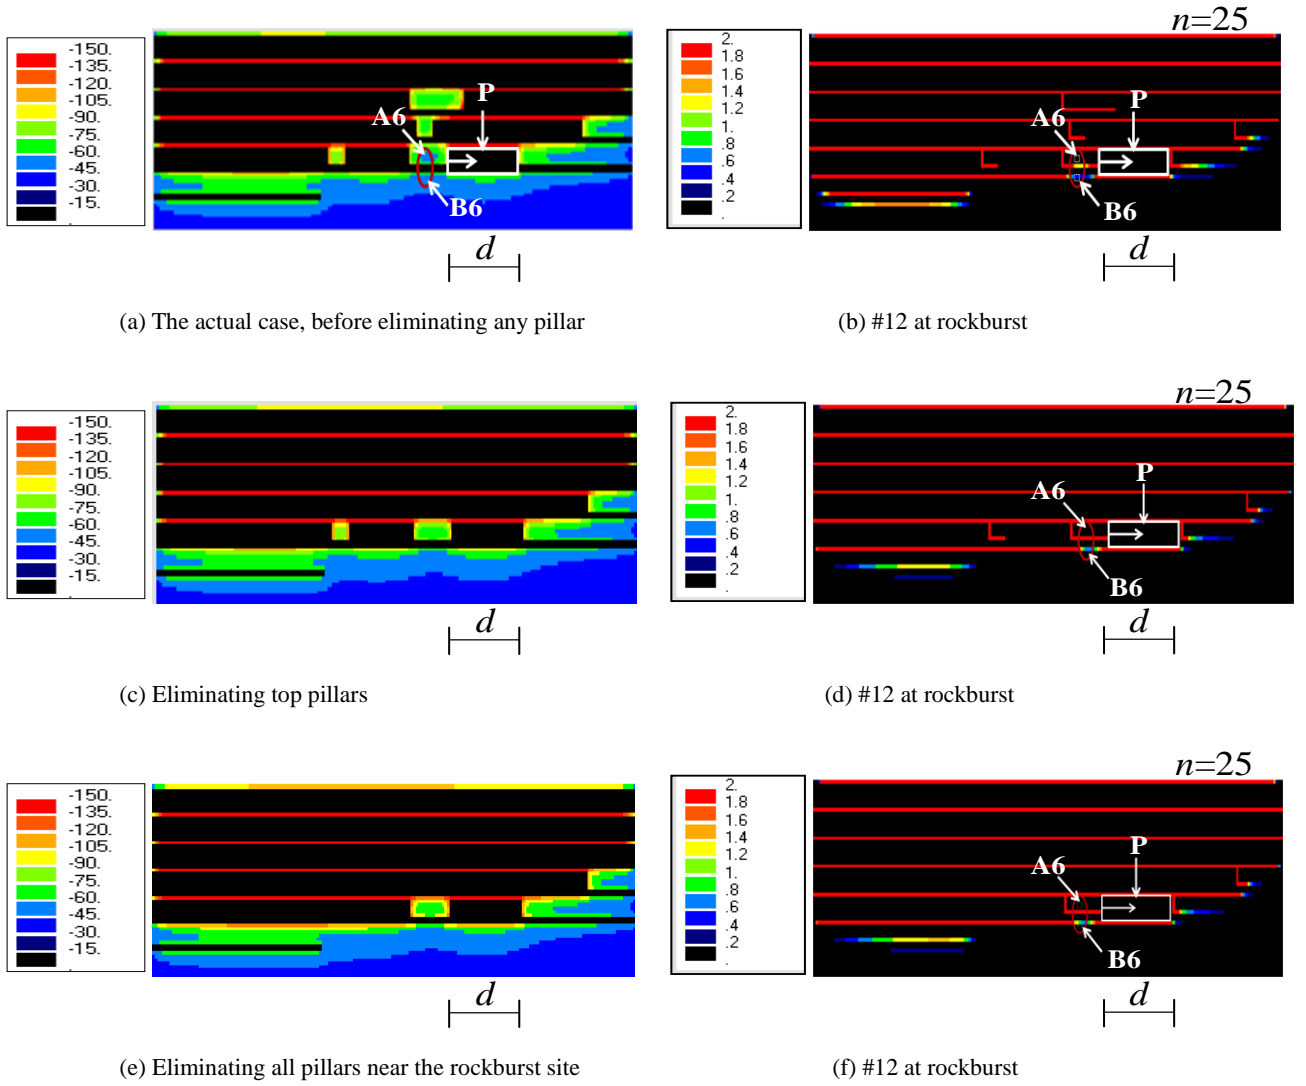 n=25
-150.
-135.
-120.
-105.
-90.
-75.
-60.
-45.
-30.
-15.
.
P
A6
B6
d
2.
1.8
1.6
1.4
1.2
1.
.8
.6
.4
.2
.
P
A6
B6
d
(a) The actual case, before eliminating any pillar
(b) #12 at rockburst
n=25
-150.
-135.
-120.
-105.
-90.
-75.
-60.
-45.
-30.
-15.
.
d
2.
1.8
1.6
1.4
1.2
1.
.8
.6
.4
.2
.
P
A6
B6
d
(c) Eliminating top pillars
(d) #12 at rockburst
n=25
-150.
-135.
-120.
-105.
-90.
-75.
-60.
-45.
-30.
-15.
.
d
2.
1.8
1.6
1.4
1.2
1.
.8
.6
.4
.2
.
P
A6
B6
d
(e) Eliminating all pillars near the rockburst site
(f) #12 at rockburst